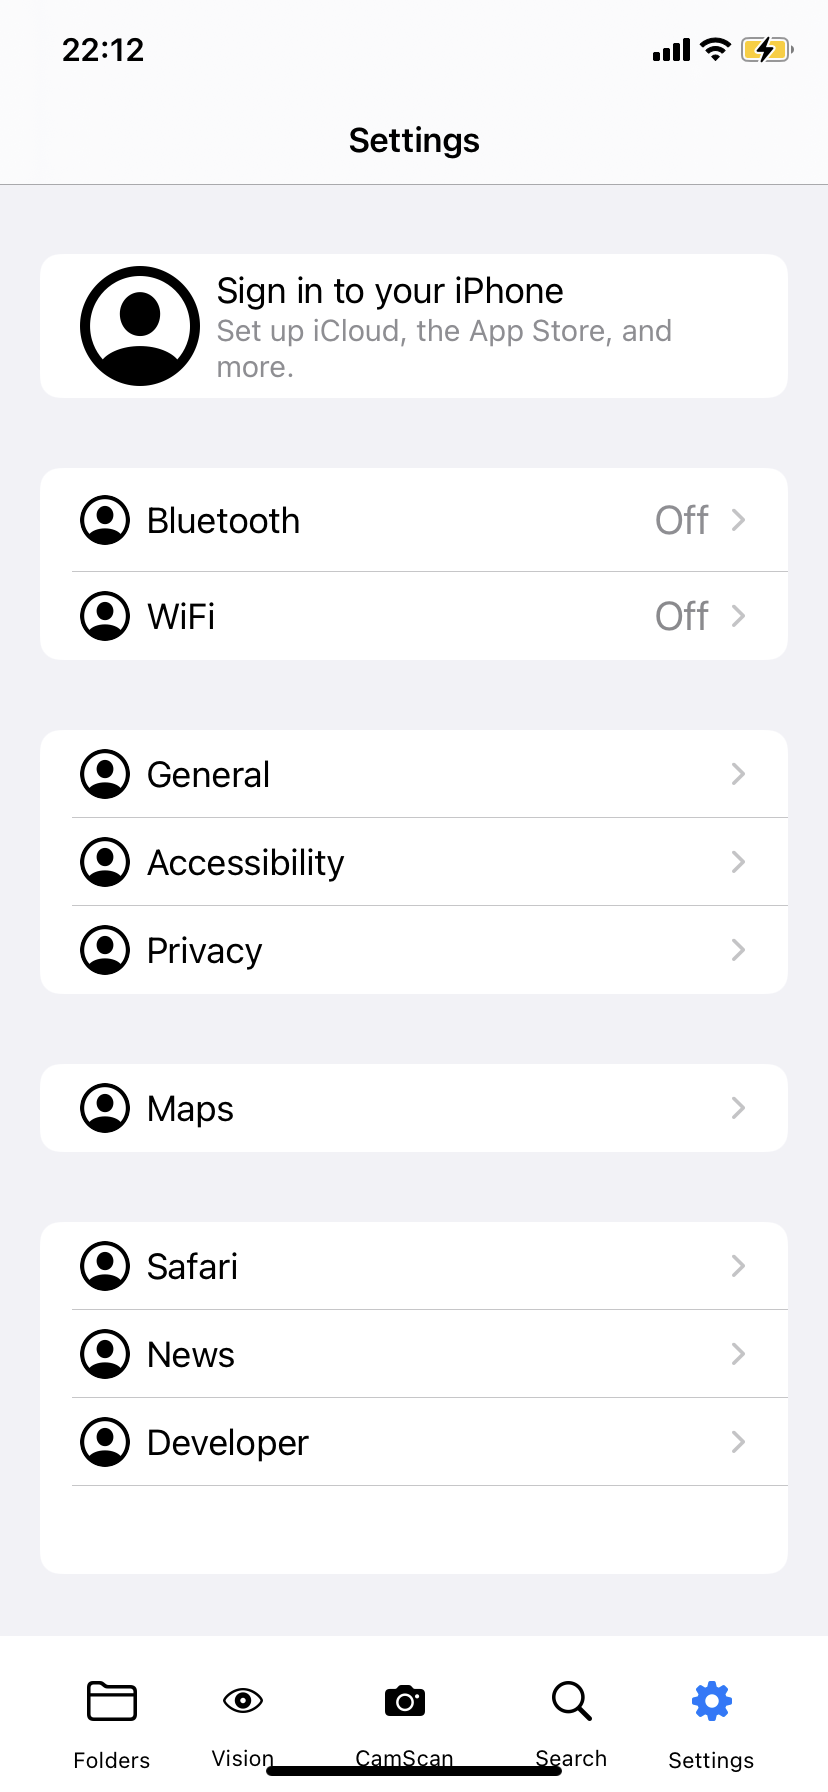 22:12
Settings
Sign in to your iPhone
Set up iCloud, the App Store, and
more.
Bluetooth Off
WiFi Off
General
Accessibility
Privacy
Maps
Safari
News
Developer
Folders Vision CamScan Search Settings